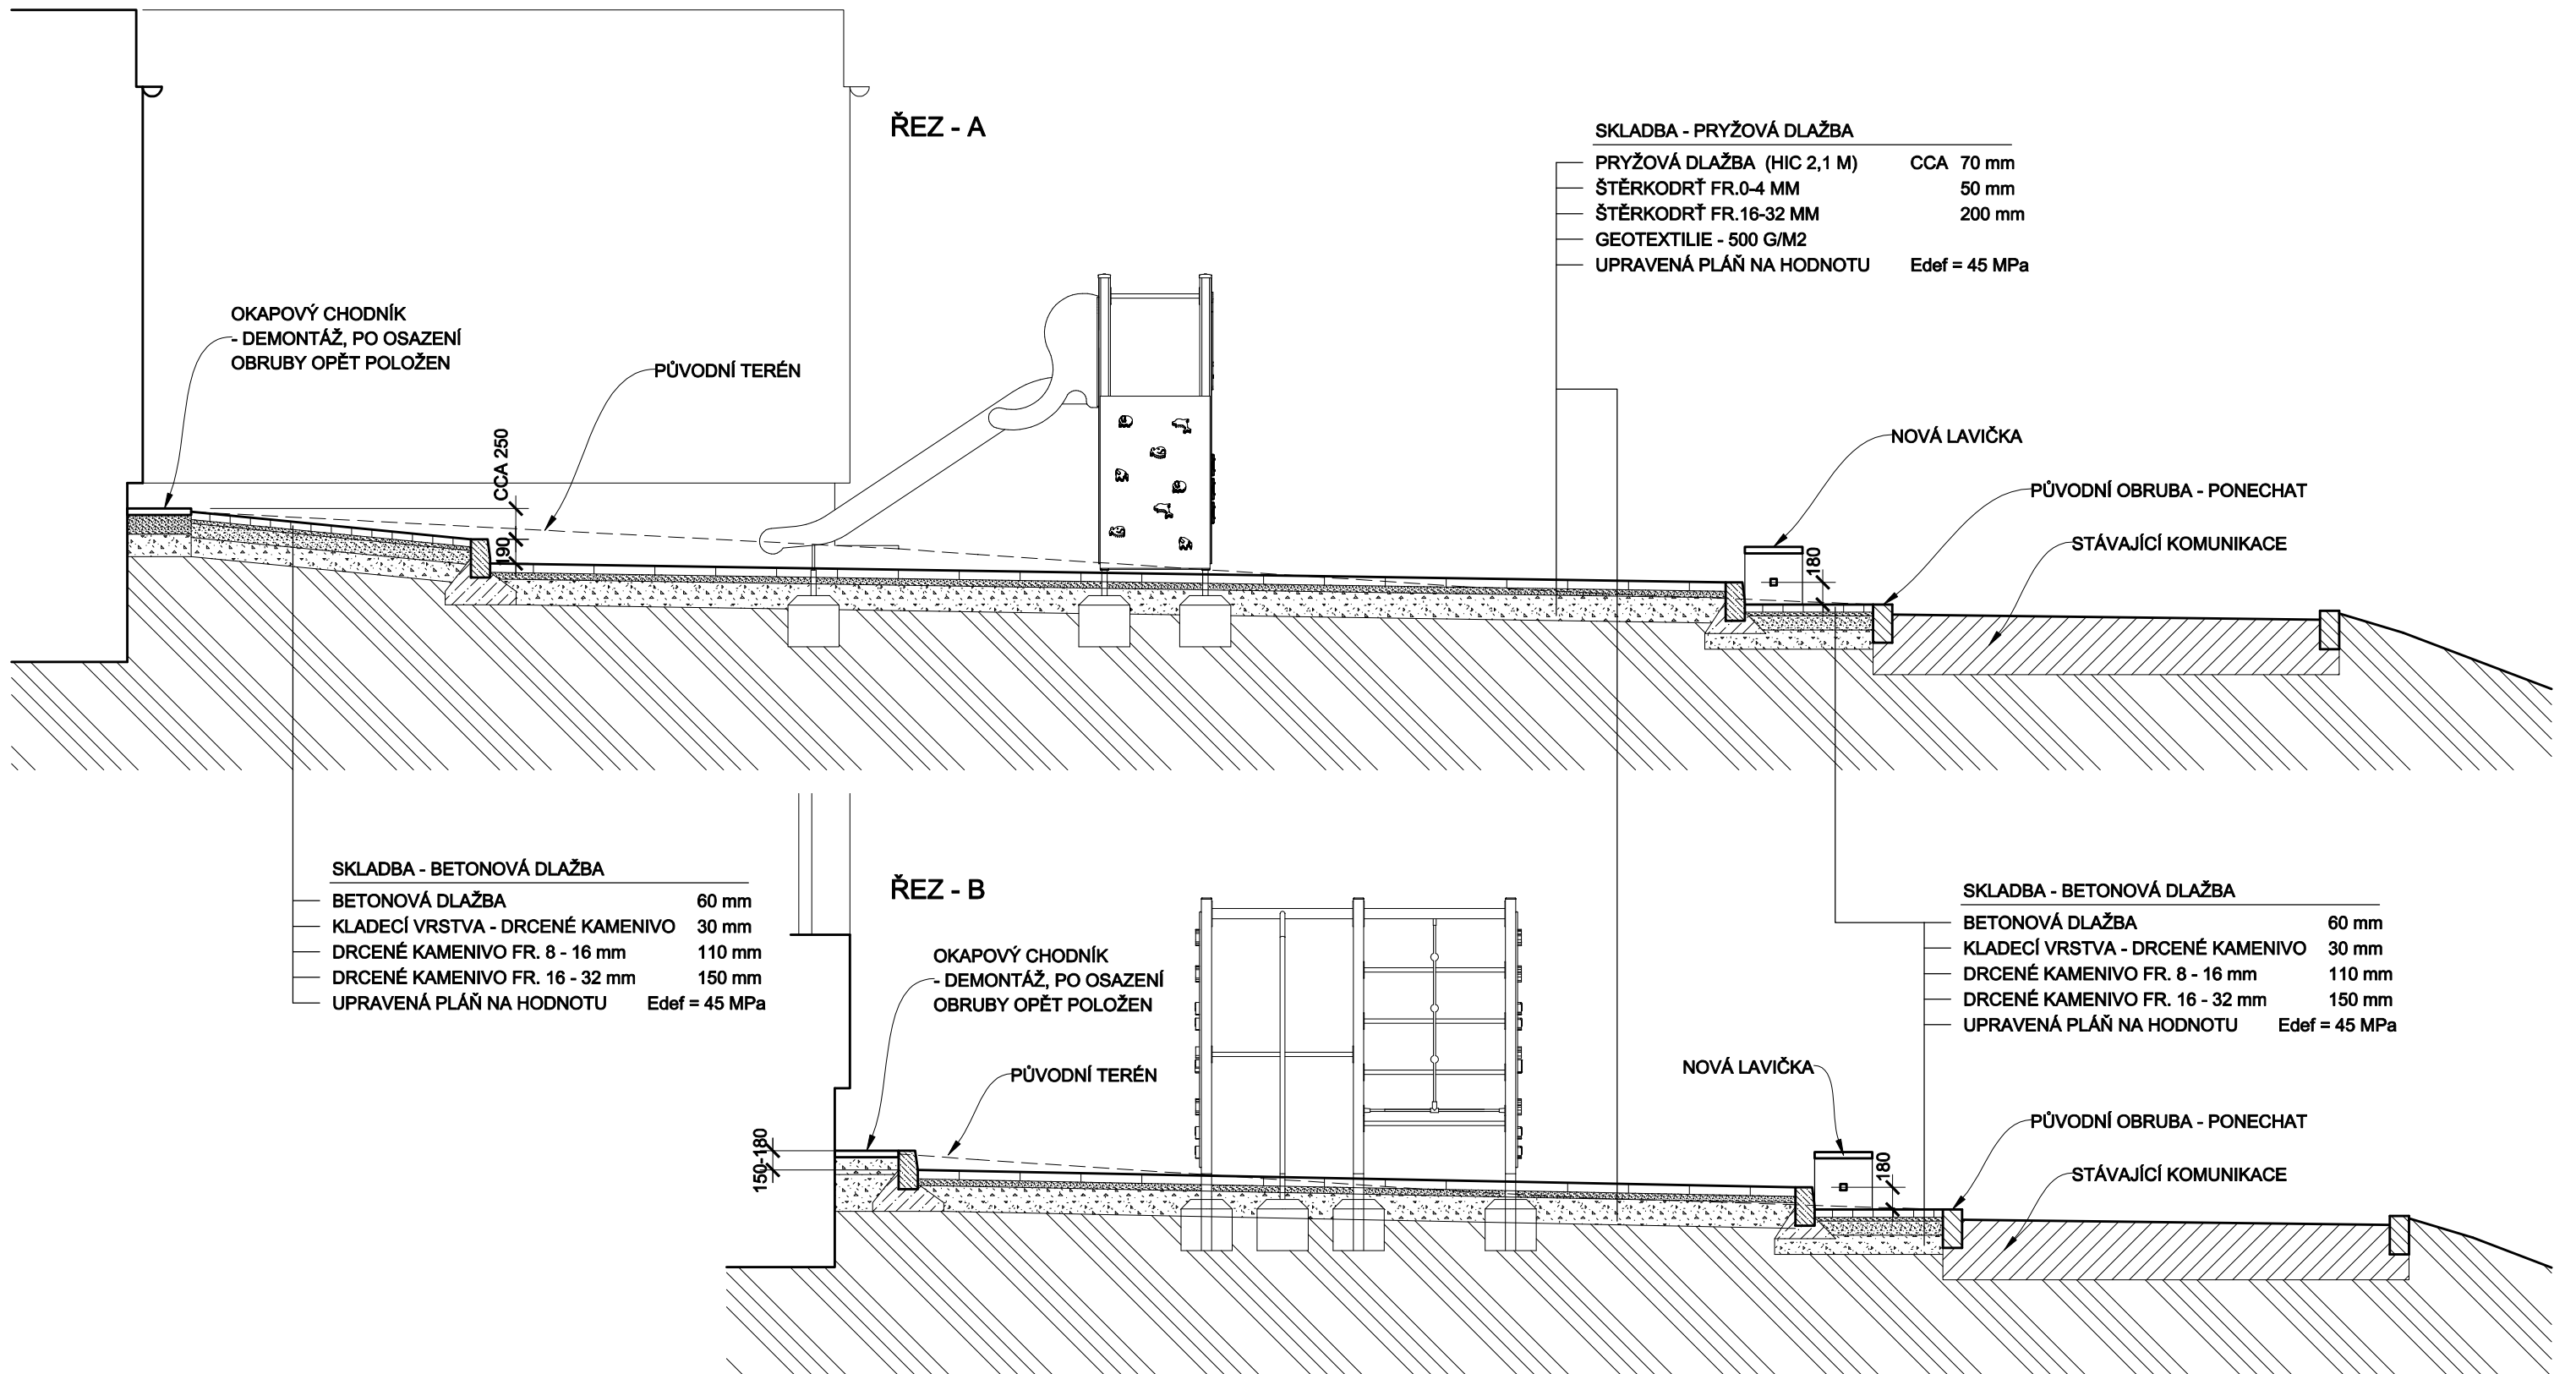 ŘEZ - A
SKLADBA - PRYŽOVÁ DLAŽBA
PRYŽOVÁ DLAŽBA (HIC 2,1 M) CCA 70 mm
ŠTĚRKODRŤ FR.0-4 MM 50 mm
ŠTĚRKODRŤ FR.16-32 MM 200 mm
GEOTEXTILIE - 500 G/M2
UPRAVENÁ PLÁŇ NA HODNOTU Edef = 45 MPa
OKAPOVÝ CHODNÍK
- DEMONTÁŽ, PO OSAZENÍ
OBRUBY OPĚT POLOŽEN
PŮVODNÍ TERÉN
CCA 250
190
NOVÁ LAVIČKA
PŮVODNÍ OBRUBA - PONECHAT
STÁVAJÍCÍ KOMUNIKACE
180
SKLADBA - BETONOVÁ DLAŽBA
BETONOVÁ DLAŽBA 60 mm
KLADECÍ VRSTVA - DRCENÉ KAMENIVO 30 mm
DRCENÉ KAMENIVO FR. 8 - 16 mm 110 mm
DRCENÉ KAMENIVO FR. 16 - 32 mm 150 mm
UPRAVENÁ PLÁŇ NA HODNOTU Edef = 45 MPa
ŘEZ - B
OKAPOVÝ CHODNÍK
- DEMONTÁŽ, PO OSAZENÍ
OBRUBY OPĚT POLOŽEN
PŮVODNÍ TERÉN
150-180
SKLADBA - BETONOVÁ DLAŽBA
BETONOVÁ DLAŽBA 60 mm
KLADECÍ VRSTVA - DRCENÉ KAMENIVO 30 mm
DRCENÉ KAMENIVO FR. 8 - 16 mm 110 mm
DRCENÉ KAMENIVO FR. 16 - 32 mm 150 mm
UPRAVENÁ PLÁŇ NA HODNOTU Edef = 45 MPa
NOVÁ LAVIČKA
PŮVODNÍ OBRUBA - PONECHAT
STÁVAJÍCÍ KOMUNIKACE
180